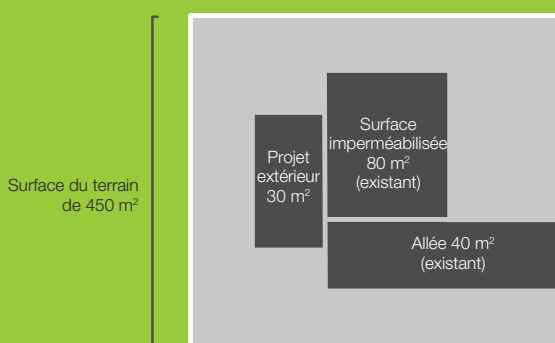 Surface du terrain
de 450 m²
Projet
extérieur
30 m²
Surface
imperméabilisée
80 m²
(existant)
Allée 40 m²
(existant)